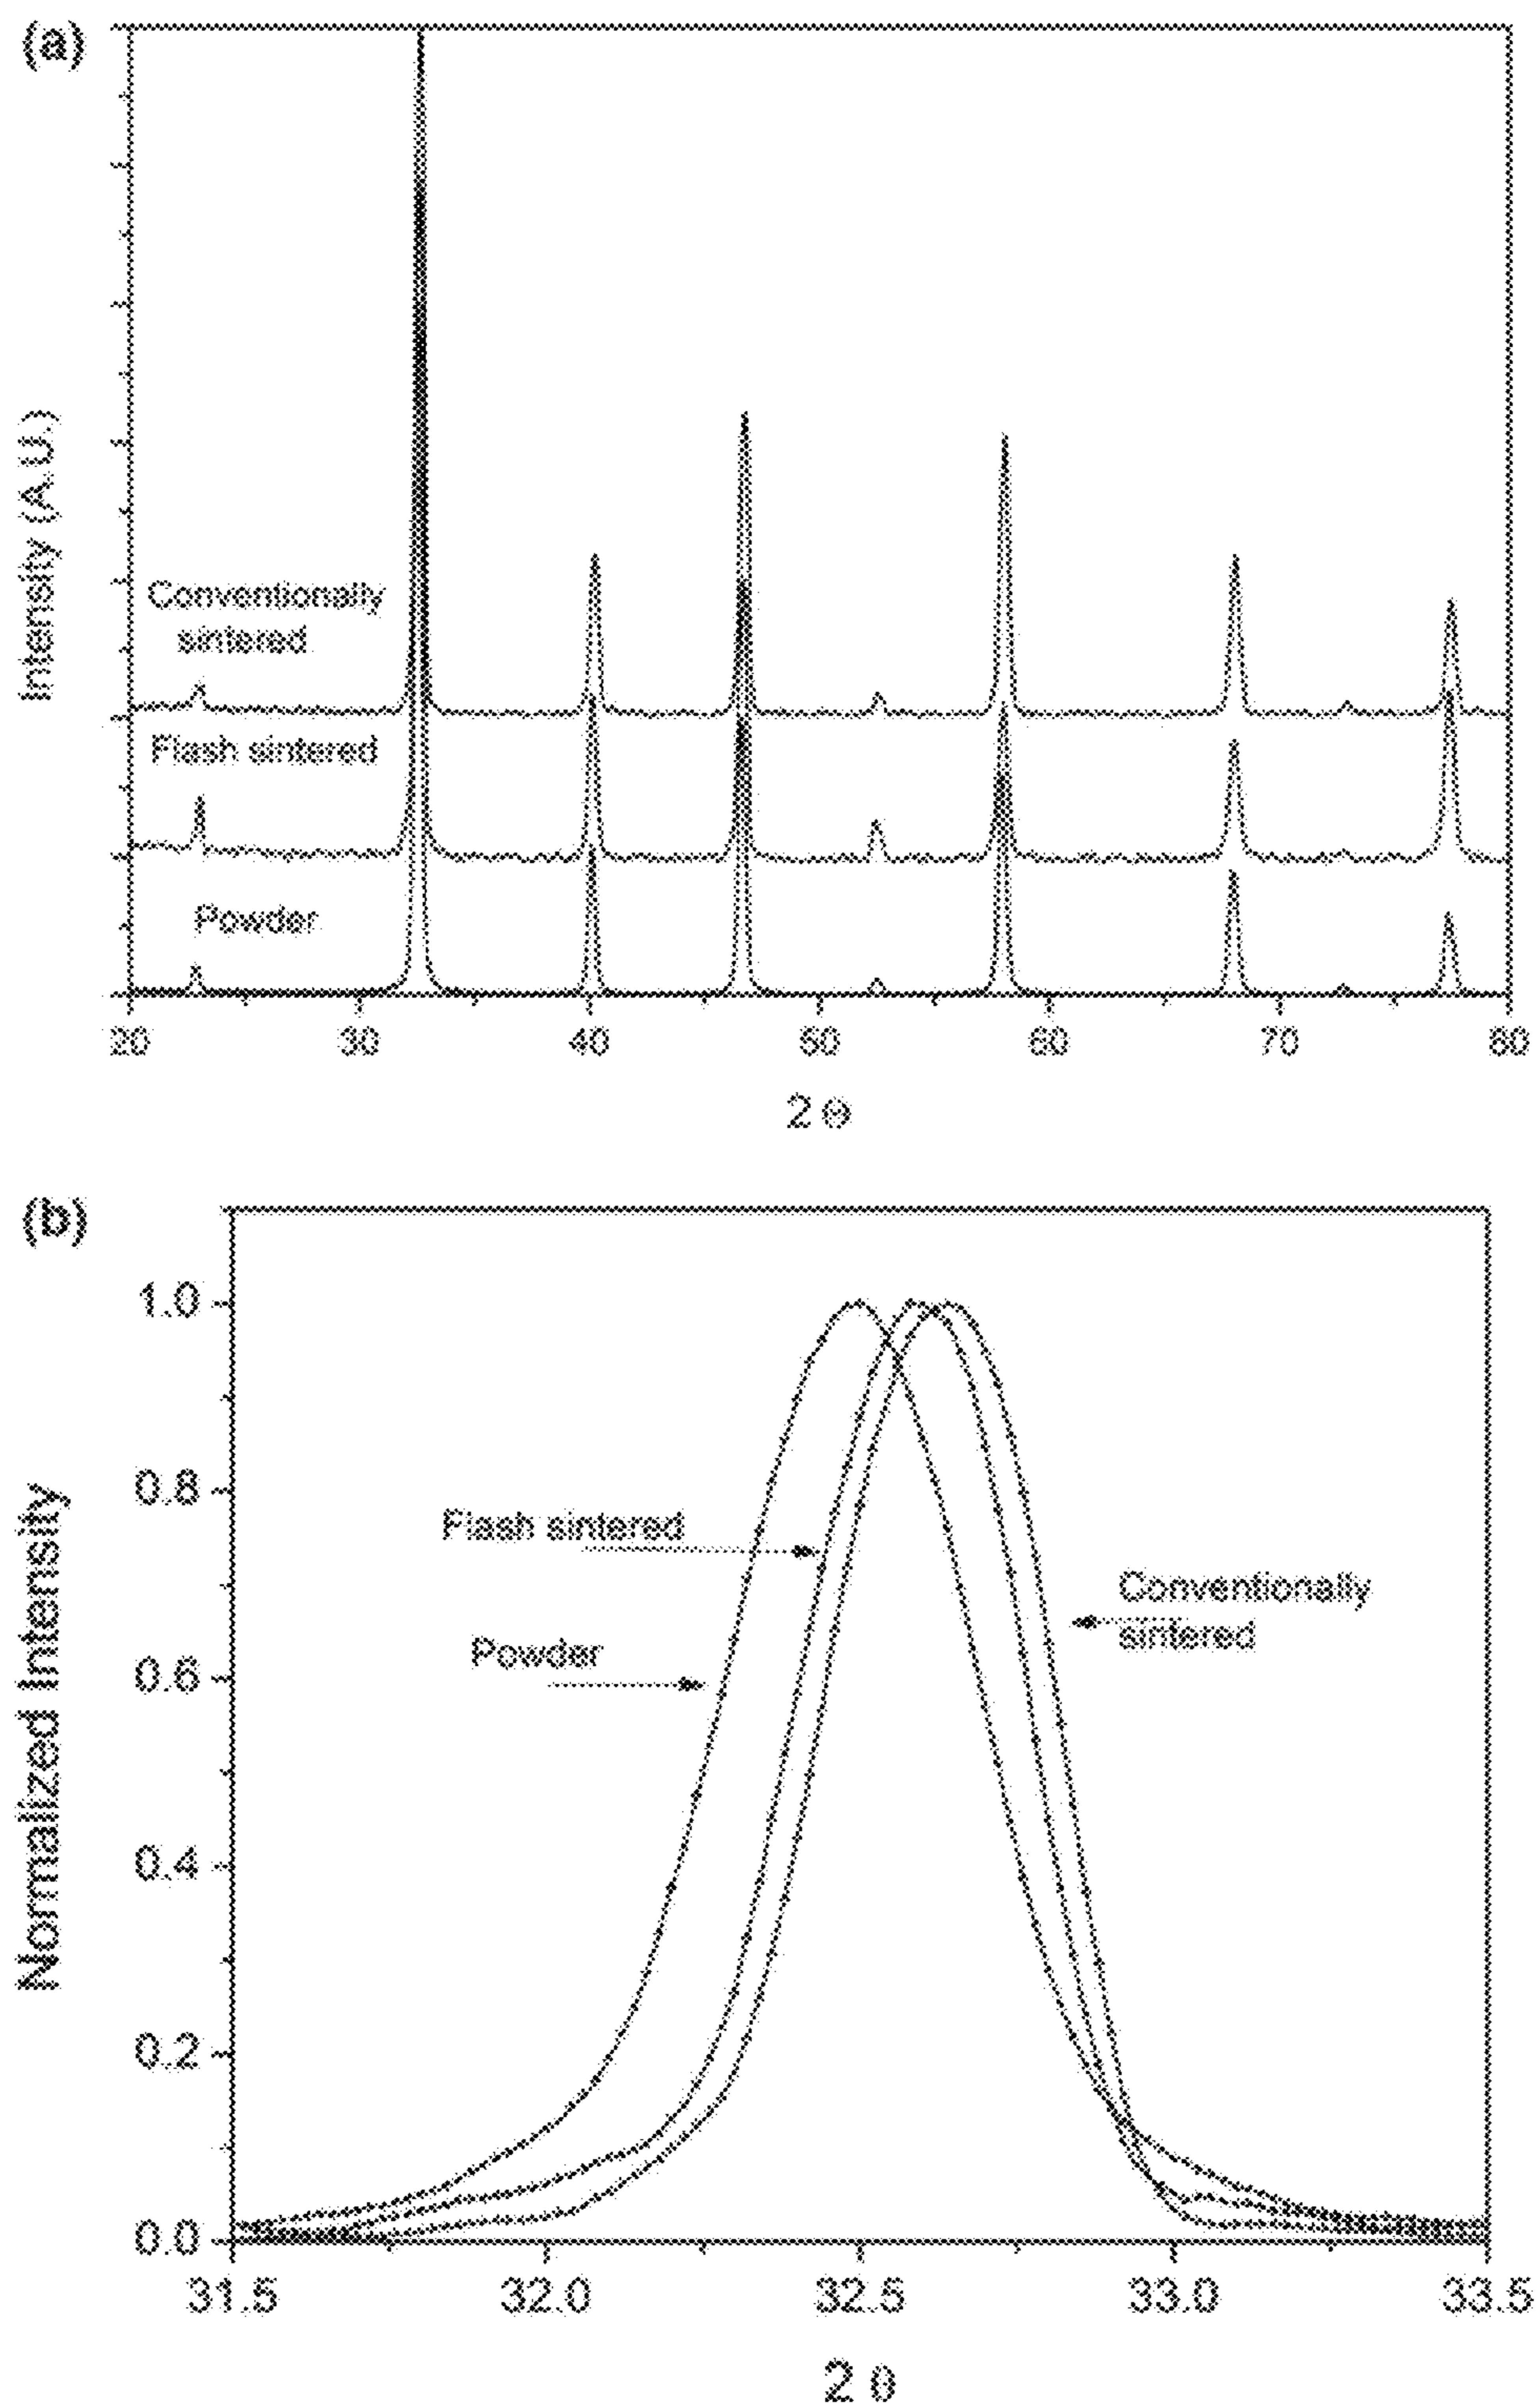 (a)
Intensity (A.U.)
Conventionally
sintered
Flash sintered
Powder
20 30 40 50 60 70 80
2 Θ
(b)
Normalized Intensity
1.0
0.8
0.6
0.4
0.2
0.0
Flash sintered
Conventionally
sintered
Powder
31.5 32.0 32.5 33.0 33.5
2 θ